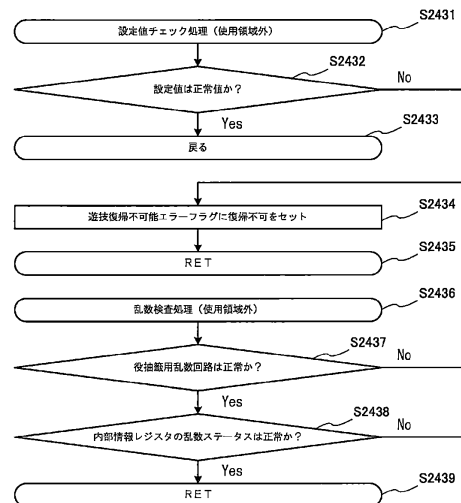 設定値チェック処理（使用領域外）
S2431
設定値は正常値か？
S2432
No
Yes
戻る
S2433
遊技復帰不可能エラーフラグに復帰不可をセット
S2434
RET
S2435
乱数検査処理（使用領域外）
S2436
役抽籤用乱数回路は正常か？
S2437
No
Yes
内部情報レジスタの乱数ステータスは正常か？
S2438
No
Yes
RET
S2439